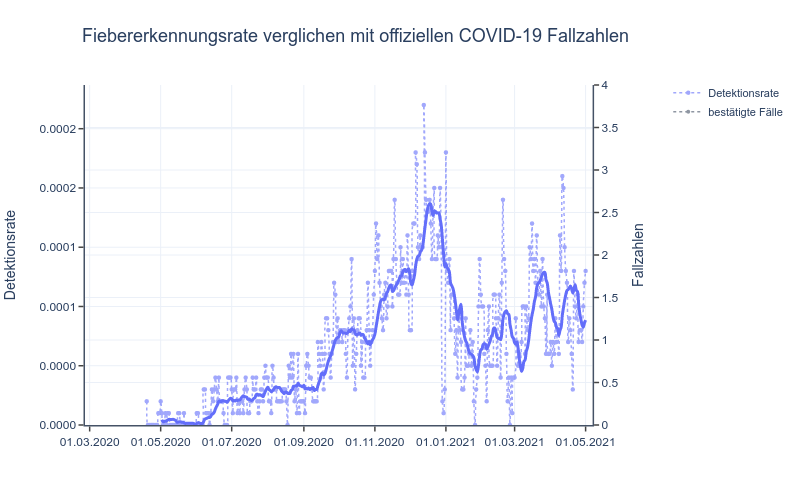 Fiebererkennungsrate verglichen mit offiziellen COVID-19 Fallzahlen
Detektionsrate
bestätigte Fälle
Detektionsrate
0.0002
0.0002
0.0001
0.0001
0.0000
0.0000
4
3.5
3
2.5
2
1.5
1
0.5
0
Fallzahlen
01.03.2020 01.05.2020 01.07.2020 01.09.2020 01.11.2020 01.01.2021 01.03.2021 01.05.2021